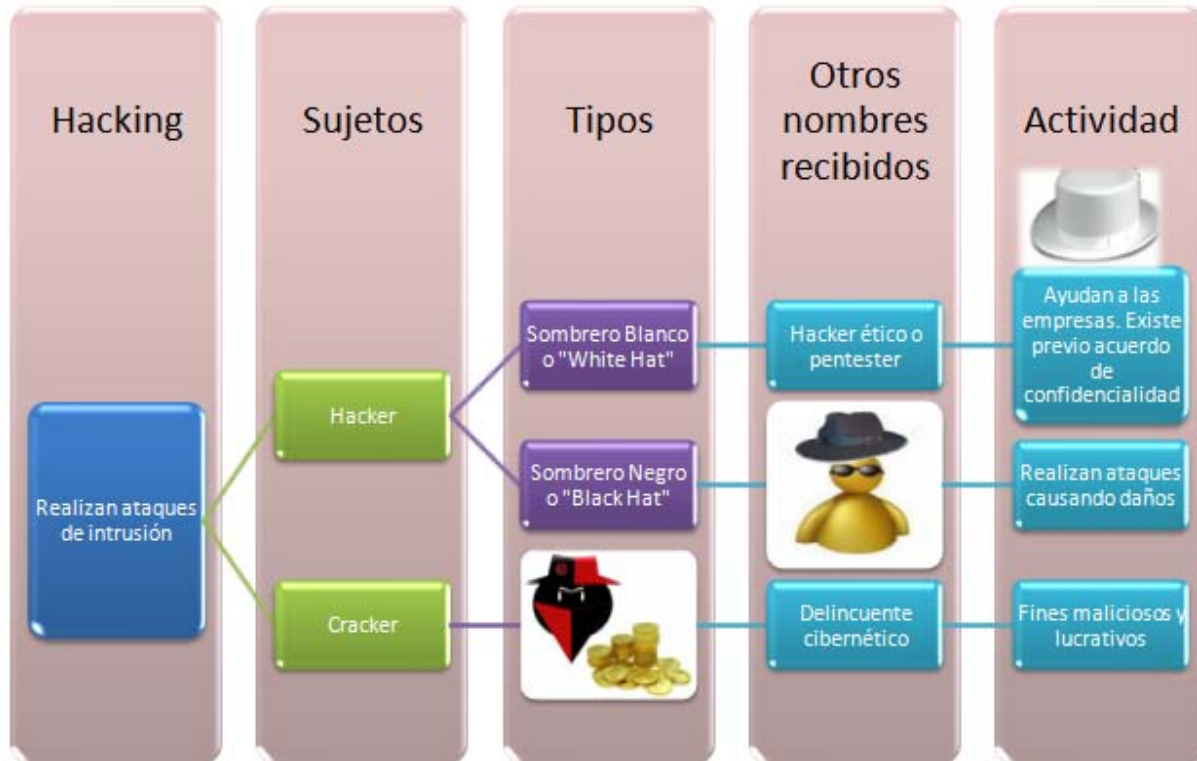 Hacking
Sujetos
Tipos
Otros
nombres
recibidos
Actividad
Realizan ataques
de intrusión
Hacker
Cracker
Sombrero Blanco
o "White Hat"
Sombrero Negro
o "Black Hat"
Hacker ético o
pentester
Delincuente
cibernético
Ayudan a las
empresas. Existe
previo acuerdo
de
confidencialidad
Realizan ataques
causando daños
Fines maliciosos y
lucrativos